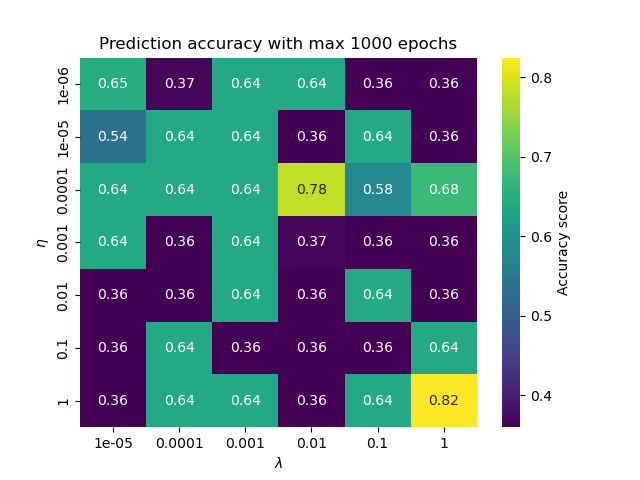 Prediction accuracy with max 1000 epochs
1e-06 0.65 0.37 0.64 0.64 0.36 0.36
1e-05 0.54 0.64 0.64 0.36 0.64 0.36
0.0001 0.64 0.64 0.64 0.78 0.58 0.68
0.001 0.64 0.36 0.64 0.37 0.36 0.36
0.01 0.36 0.36 0.64 0.36 0.64 0.36
0.1 0.36 0.64 0.36 0.36 0.36 0.64
1 0.36 0.64 0.64 0.36 0.64 0.82
η
1e-05 0.0001 0.001 0.01 0.1 1
λ
0.8
0.7
0.6
0.5
0.4
Accuracy score